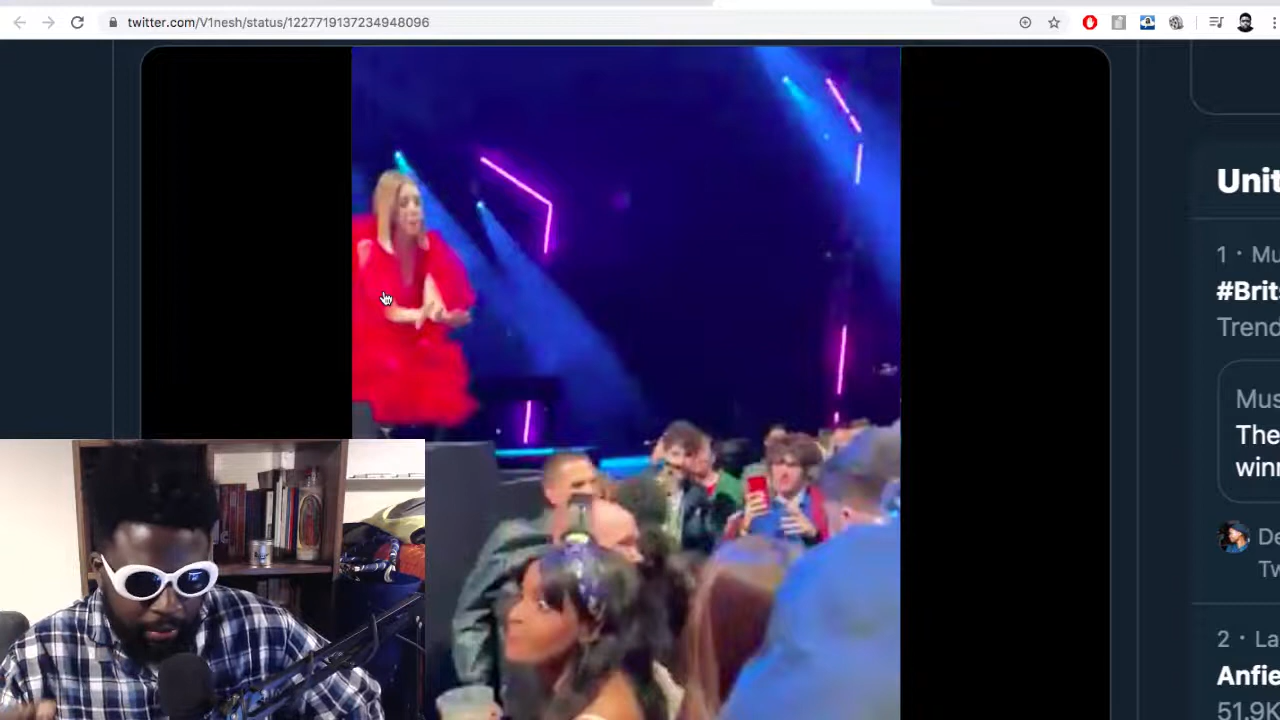 twitter.com/V1nesh/status/1227719137234948096
Unit
1 · Mu
#Brit
Trend
Mus
The
winn
De
Tw
2 · La
Anfie
51.9K